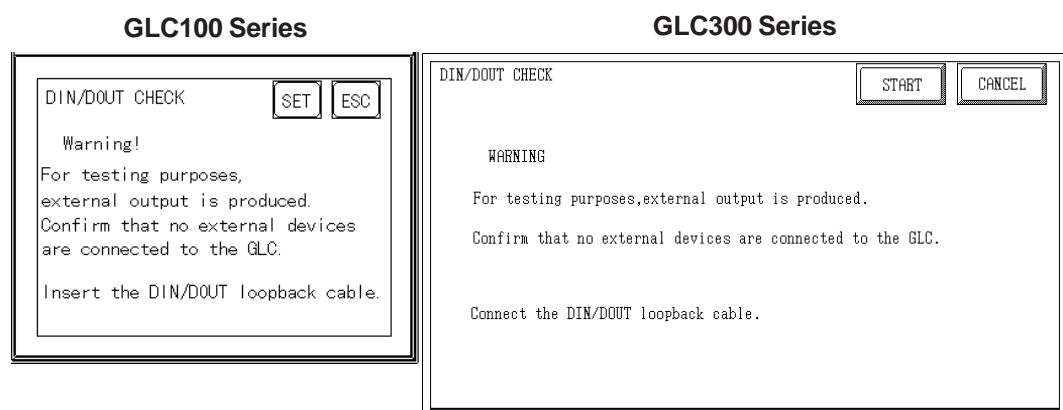 GLC100 Series
DIN/DOUT CHECK
SET
ESC
Warning!
For testing purposes,
external output is produced.
Confirm that no external devices
are connected to the GLC.
Insert the DIN/DOUT loopback cable.
GLC300 Series
DIN/DOUT CHECK
START
CANCEL
WARNING
For testing purposes,external output is produced.
Confirm that no external devices are connected to the GLC.
Connect the DIN/DOUT loopback cable.